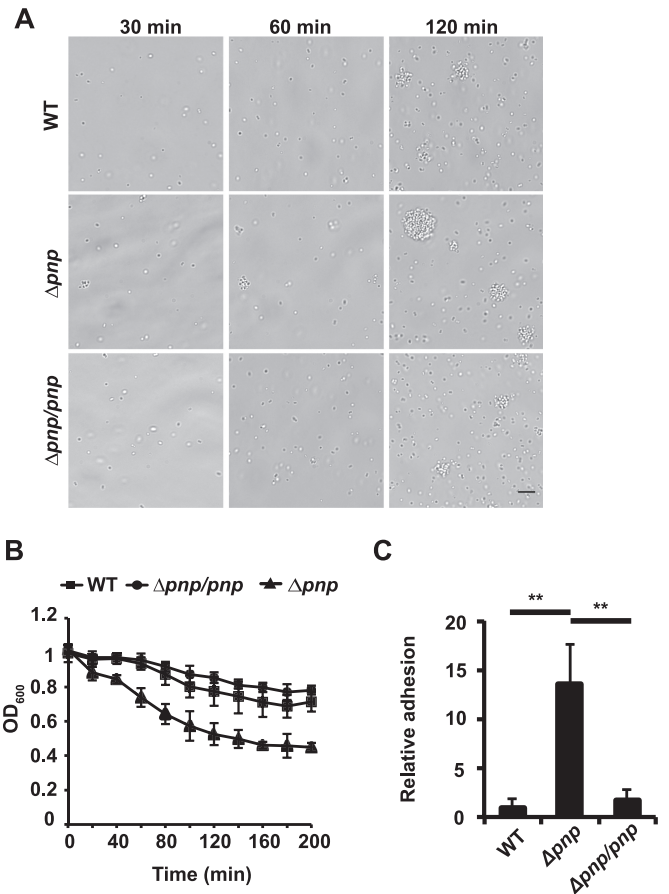 A
30 min 60 min 120 min
WT
Δpnp
Δpnp/pnp
B
WT Δpnp/pnp Δpnp
1.2
1
0.8
0.6
0.4
0.2
0
OD600
0 40 80 120 160 200
Time (min)
C
** **
20
15
10
5
0
Relative adhesion
WT
Δpnp
Δpnp/pnp